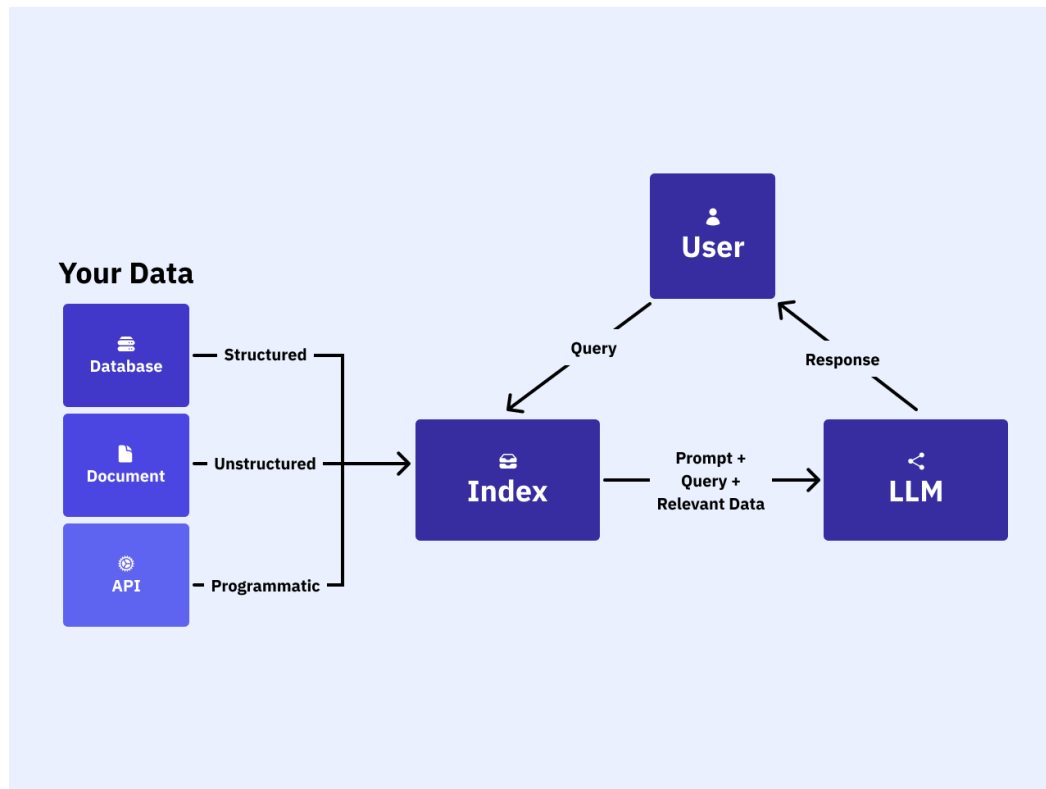 Your Data
Database
Structured
Document
Unstructured
API
Programmatic
User
Query
Response
Index
Prompt +
Query +
Relevant Data
LLM